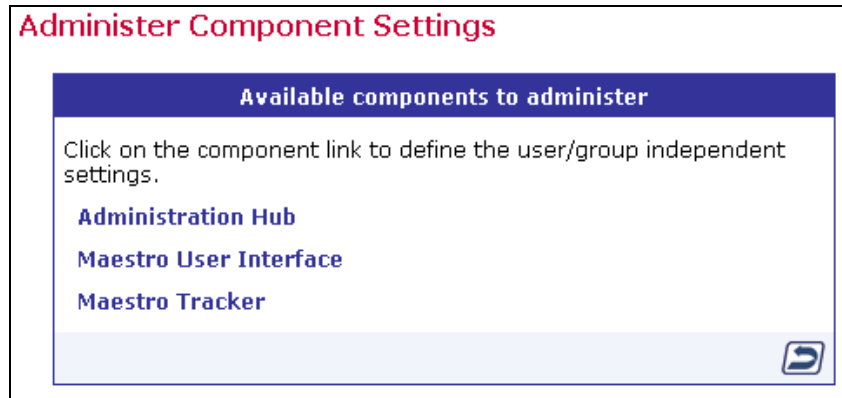 Administer Component Settings
Available components to administer
Click on the component link to define the user/group independent
settings.
Administration Hub
Maestro User Interface
Maestro Tracker